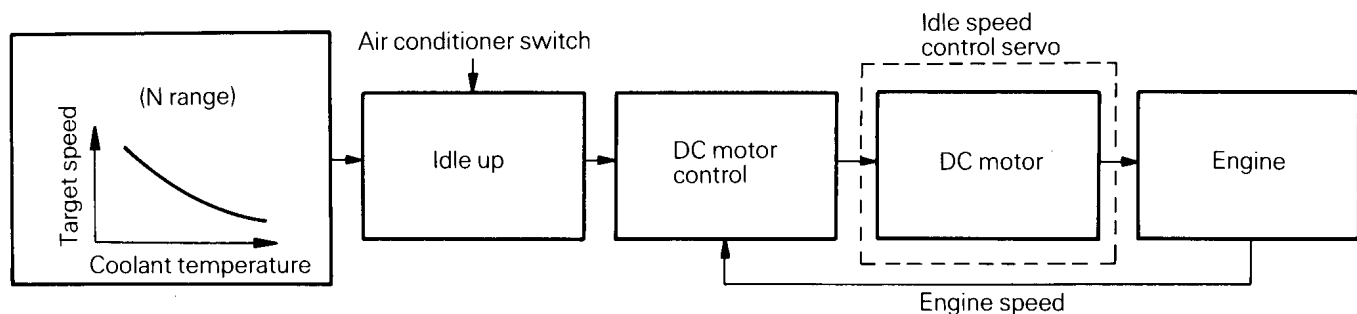 (N range)
Target speed
Coolant temperature
Air conditioner switch
Idle up
DC motor
control
Idle speed
control servo
DC motor
Engine
Engine speed